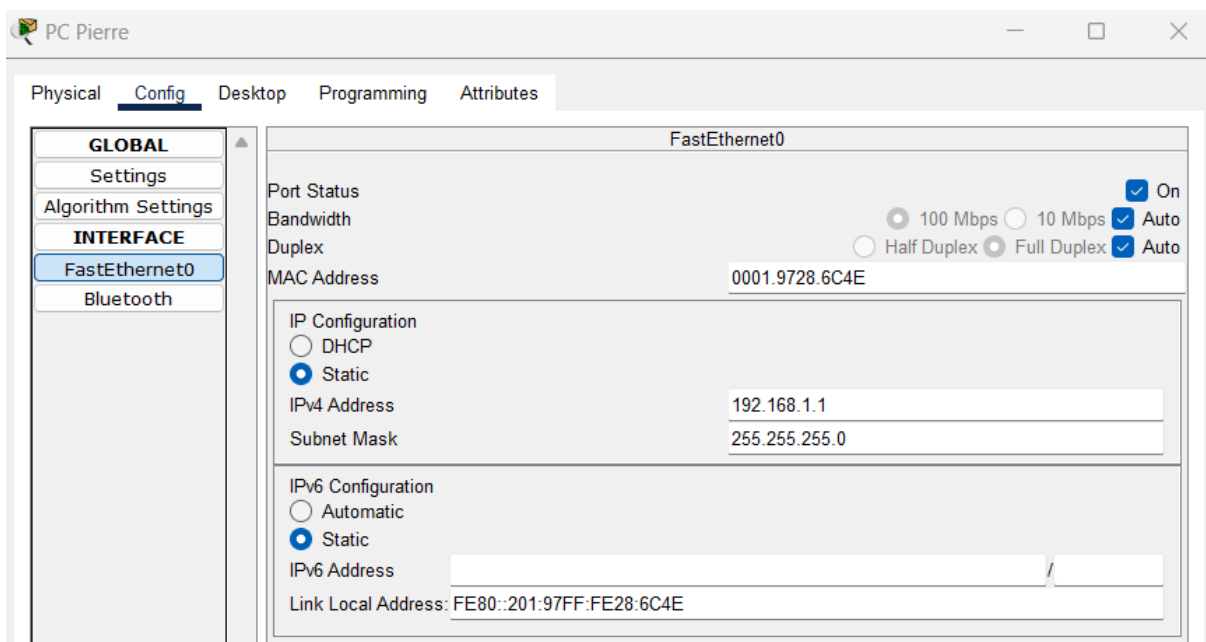 PC Pierre
Physical Config Desktop Programming Attributes
GLOBAL
Settings
Algorithm Settings
INTERFACE
FastEthernet0
Bluetooth
FastEthernet0
Port Status On
Bandwidth 100 Mbps 10 Mbps Auto
Duplex Half Duplex Full Duplex Auto
MAC Address 0001.9728.6C4E
IP Configuration
DHCP
Static
IPv4 Address 192.168.1.1
Subnet Mask 255.255.255.0
IPv6 Configuration
Automatic
Static
IPv6 Address /
Link Local Address: FE80::201:97FF:FE28:6C4E